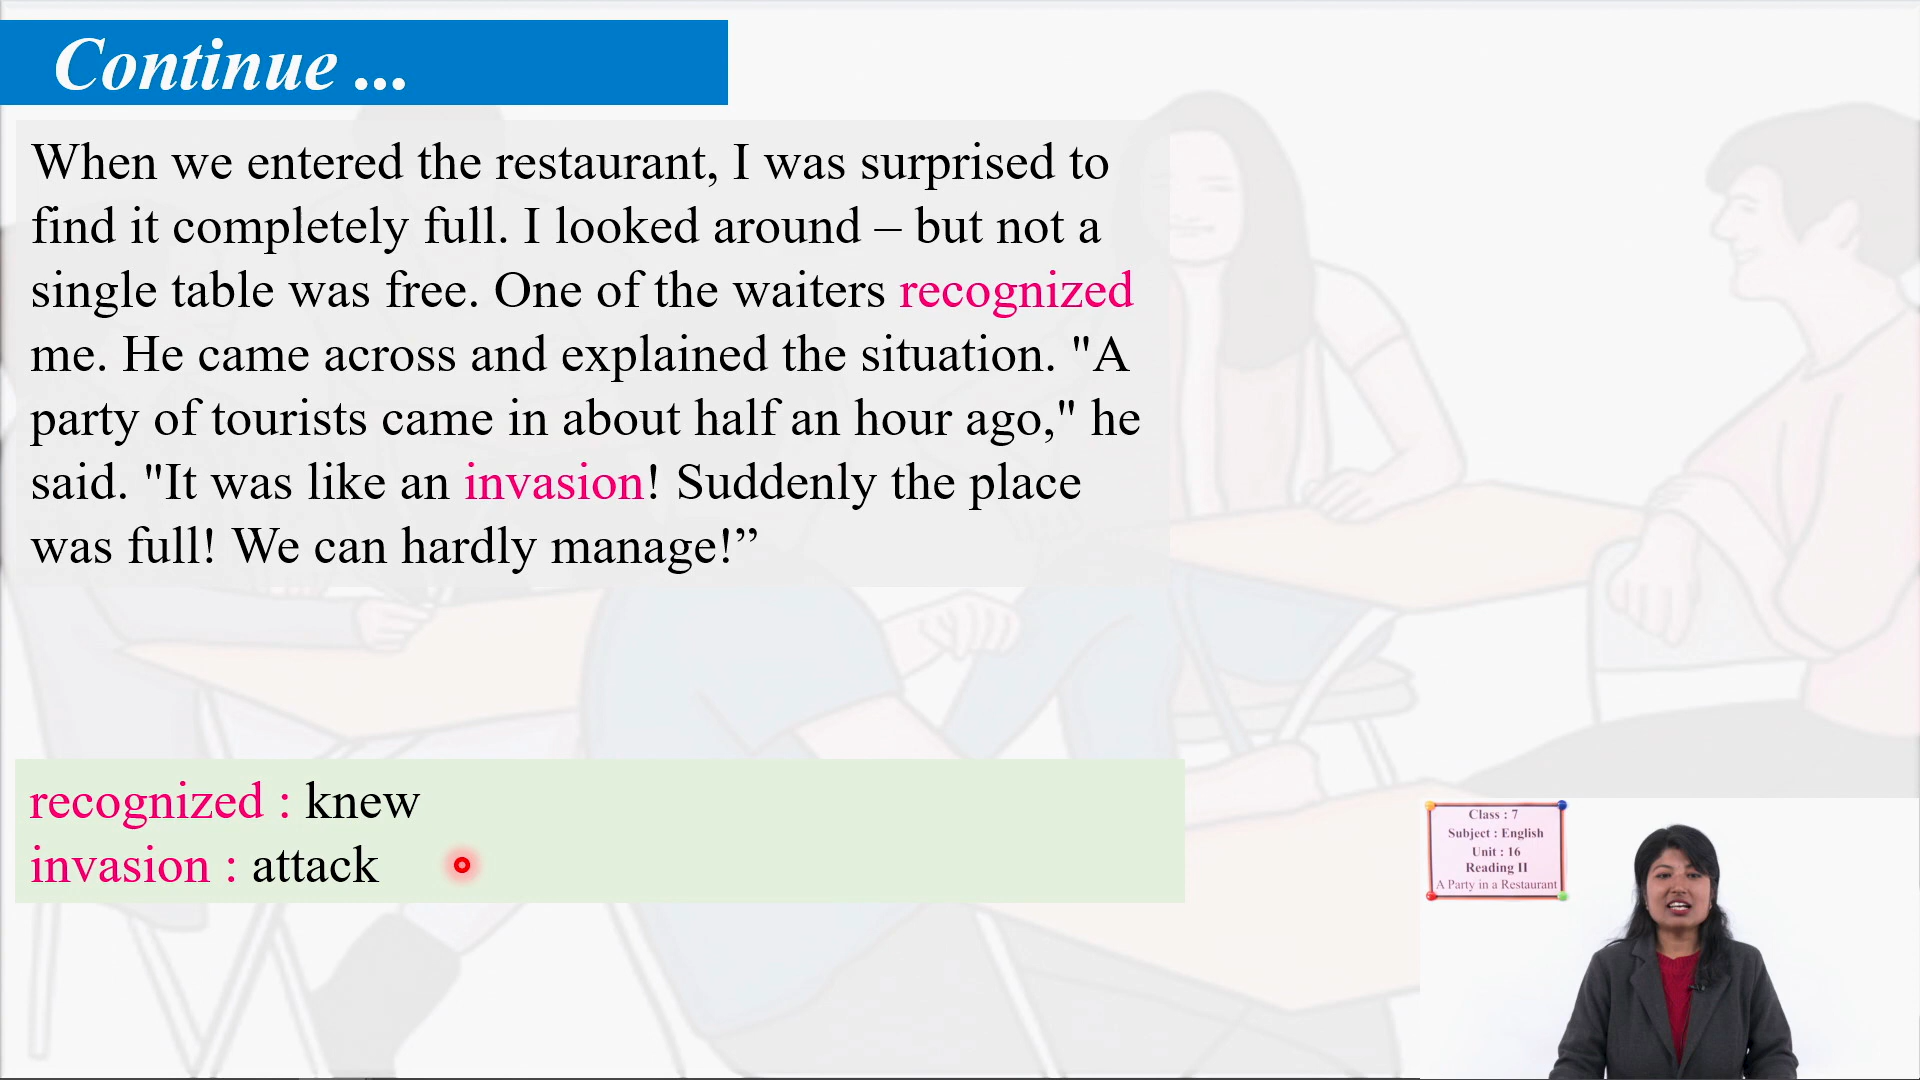 Continue ...
When we entered the restaurant, I was surprised to
find it completely full. I looked around – but not a
single table was free. One of the waiters recognized
me. He came across and explained the situation. "A
party of tourists came in about half an hour ago," he
said. "It was like an invasion! Suddenly the place
was full! We can hardly manage!”
recognized : knew
invasion : attack
Class : 7
Subject : English
Unit : 16
Reading II
A Party in a Restaurant